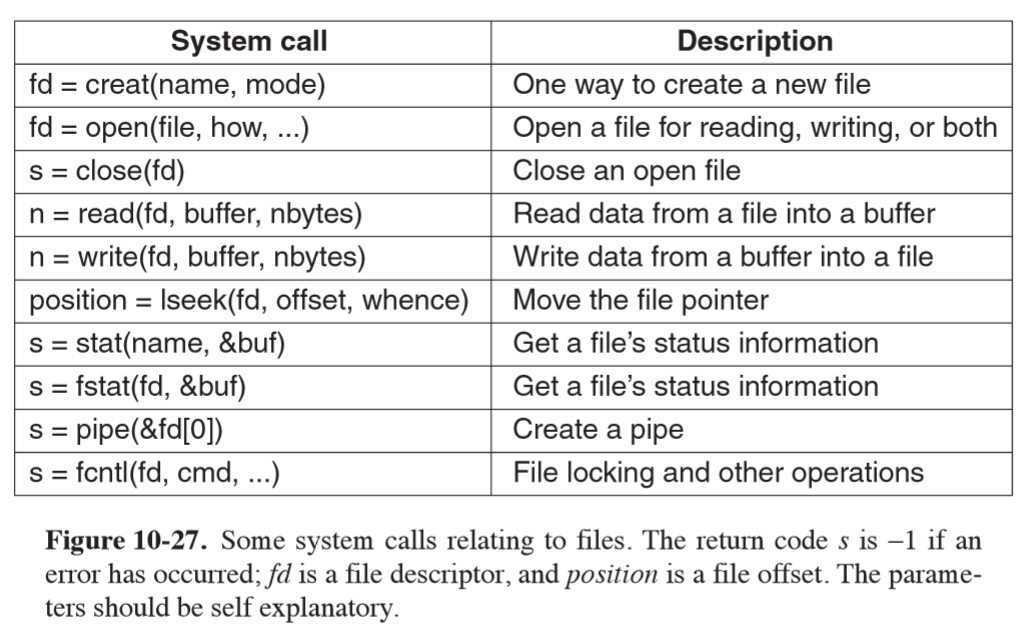 System call Description
fd = creat(name, mode) One way to create a new file
fd = open(file, how, ...) Open a file for reading, writing, or both
s = close(fd) Close an open file
n = read(fd, buffer, nbytes) Read data from a file into a buffer
n = write(fd, buffer, nbytes) Write data from a buffer into a file
position = lseek(fd, offset, whence) Move the file pointer
s = stat(name, &buf) Get a file’s status information
s = fstat(fd, &buf) Get a file’s status information
s = pipe(&fd[0]) Create a pipe
s = fcntl(fd, cmd, ...) File locking and other operations
Figure 10-27. Some system calls relating to files. The return code s is −1 if an
error has occurred; fd is a file descriptor, and position is a file offset. The parame-
ters should be self explanatory.